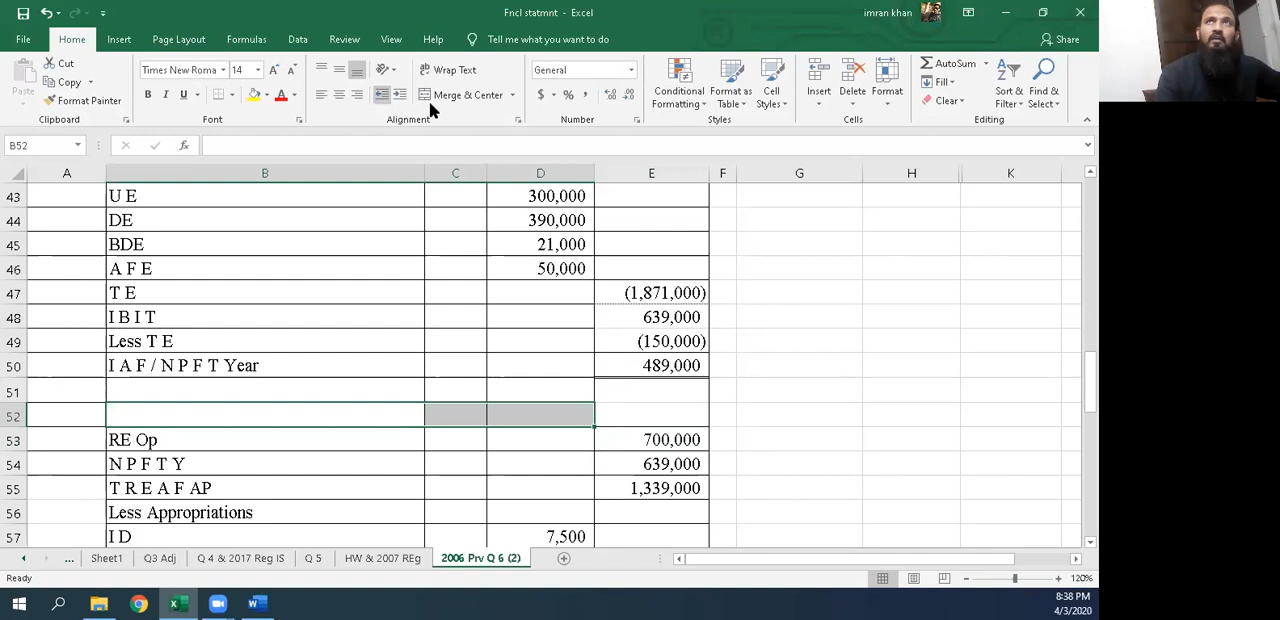 Fncl statmnt - Excel
imran khan
File Home Insert Page Layout Formulas Data Review View Help Tell me what you want to do Share
Paste
Cut
Copy
Format Painter
Clipboard
Times New Roma 14 A A
B I U A
Font
Wrap Text
Merge & Center
Alignment
General
$ % , .00
Number
Conditional Formatting
Format as Table
Cell Styles
Styles
Insert Delete Format
Cells
AutoSum
Fill
Clear
Sort & Filter
Find & Select
Editing
B52 fx
A B C D E F G H I K
43 U E 300,000
44 DE 390,000
45 BDE 21,000
46 A F E 50,000
47 T E (1,871,000)
48 I B I T 639,000
49 Less T E (150,000)
50 I A F / N P F T Year 489,000
51
52
53 RE Op 700,000
54 N P F T Y 639,000
55 T R E A F AP 1,339,000
56 Less Appropriations
57 I D 7,500
... Sheet1 Q3 Adj Q 4 & 2017 Reg IS Q 5 HW & 2007 REg 2006 Prv Q 6 (2)
Ready 120%
8:38 PM
4/3/2020